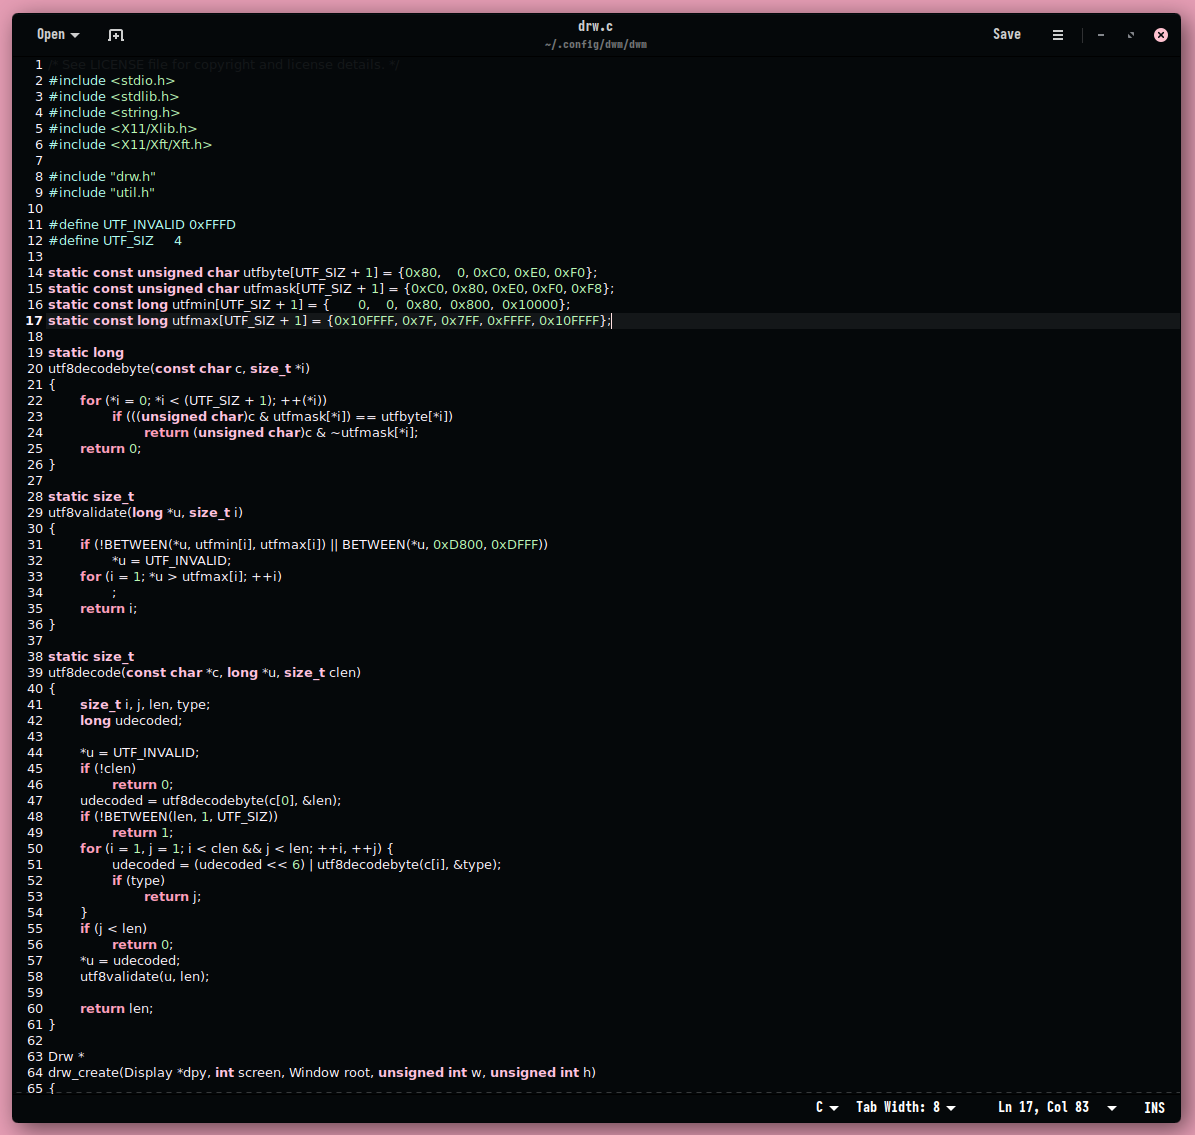 Open
drw.c
~/.config/dwm/dwm
Save
1 /* See LICENSE file for copyright and license details. */
2 #include <stdio.h>
3 #include <stdlib.h>
4 #include <string.h>
5 #include <X11/Xlib.h>
6 #include <X11/Xft/Xft.h>
7
8 #include "drw.h"
9 #include "util.h"
10
11 #define UTF_INVALID 0xFFFD
12 #define UTF_SIZ     4
13
14 static const unsigned char utfbyte[UTF_SIZ + 1] = {0x80,    0, 0xC0, 0xE0, 0xF0};
15 static const unsigned char utfmask[UTF_SIZ + 1] = {0xC0, 0x80, 0xE0, 0xF0, 0xF8};
16 static const long utfmin[UTF_SIZ + 1] = {       0,    0,  0x80,  0x800,  0x10000};
17 static const long utfmax[UTF_SIZ + 1] = {0x10FFFF, 0x7F, 0x7FF, 0xFFFF, 0x10FFFF};
18
19 static long
20 utf8decodebyte(const char c, size_t *i)
21 {
22 	for (*i = 0; *i < (UTF_SIZ + 1); ++(*i))
23 		if (((unsigned char)c & utfmask[*i]) == utfbyte[*i])
24 			return (unsigned char)c & ~utfmask[*i];
25 	return 0;
26 }
27
28 static size_t
29 utf8validate(long *u, size_t i)
30 {
31 	if (!BETWEEN(*u, utfmin[i], utfmax[i]) || BETWEEN(*u, 0xD800, 0xDFFF))
32 		*u = UTF_INVALID;
33 	for (i = 1; *u > utfmax[i]; ++i)
34 		;
35 	return i;
36 }
37
38 static size_t
39 utf8decode(const char *c, long *u, size_t clen)
40 {
41 	size_t i, j, len, type;
42 	long udecoded;
43
44 	*u = UTF_INVALID;
45 	if (!clen)
46 		return 0;
47 	udecoded = utf8decodebyte(c[0], &len);
48 	if (!BETWEEN(len, 1, UTF_SIZ))
49 		return 1;
50 	for (i = 1, j = 1; i < clen && j < len; ++i, ++j) {
51 		udecoded = (udecoded << 6) | utf8decodebyte(c[i], &type);
52 		if (type)
53 			return j;
54 	}
55 	if (j < len)
56 		return 0;
57 	*u = udecoded;
58 	utf8validate(u, len);
59
60 	return len;
61 }
62
63 Drw *
64 drw_create(Display *dpy, int screen, Window root, unsigned int w, unsigned int h)
65 {
C
Tab Width: 8
Ln 17, Col 83
INS